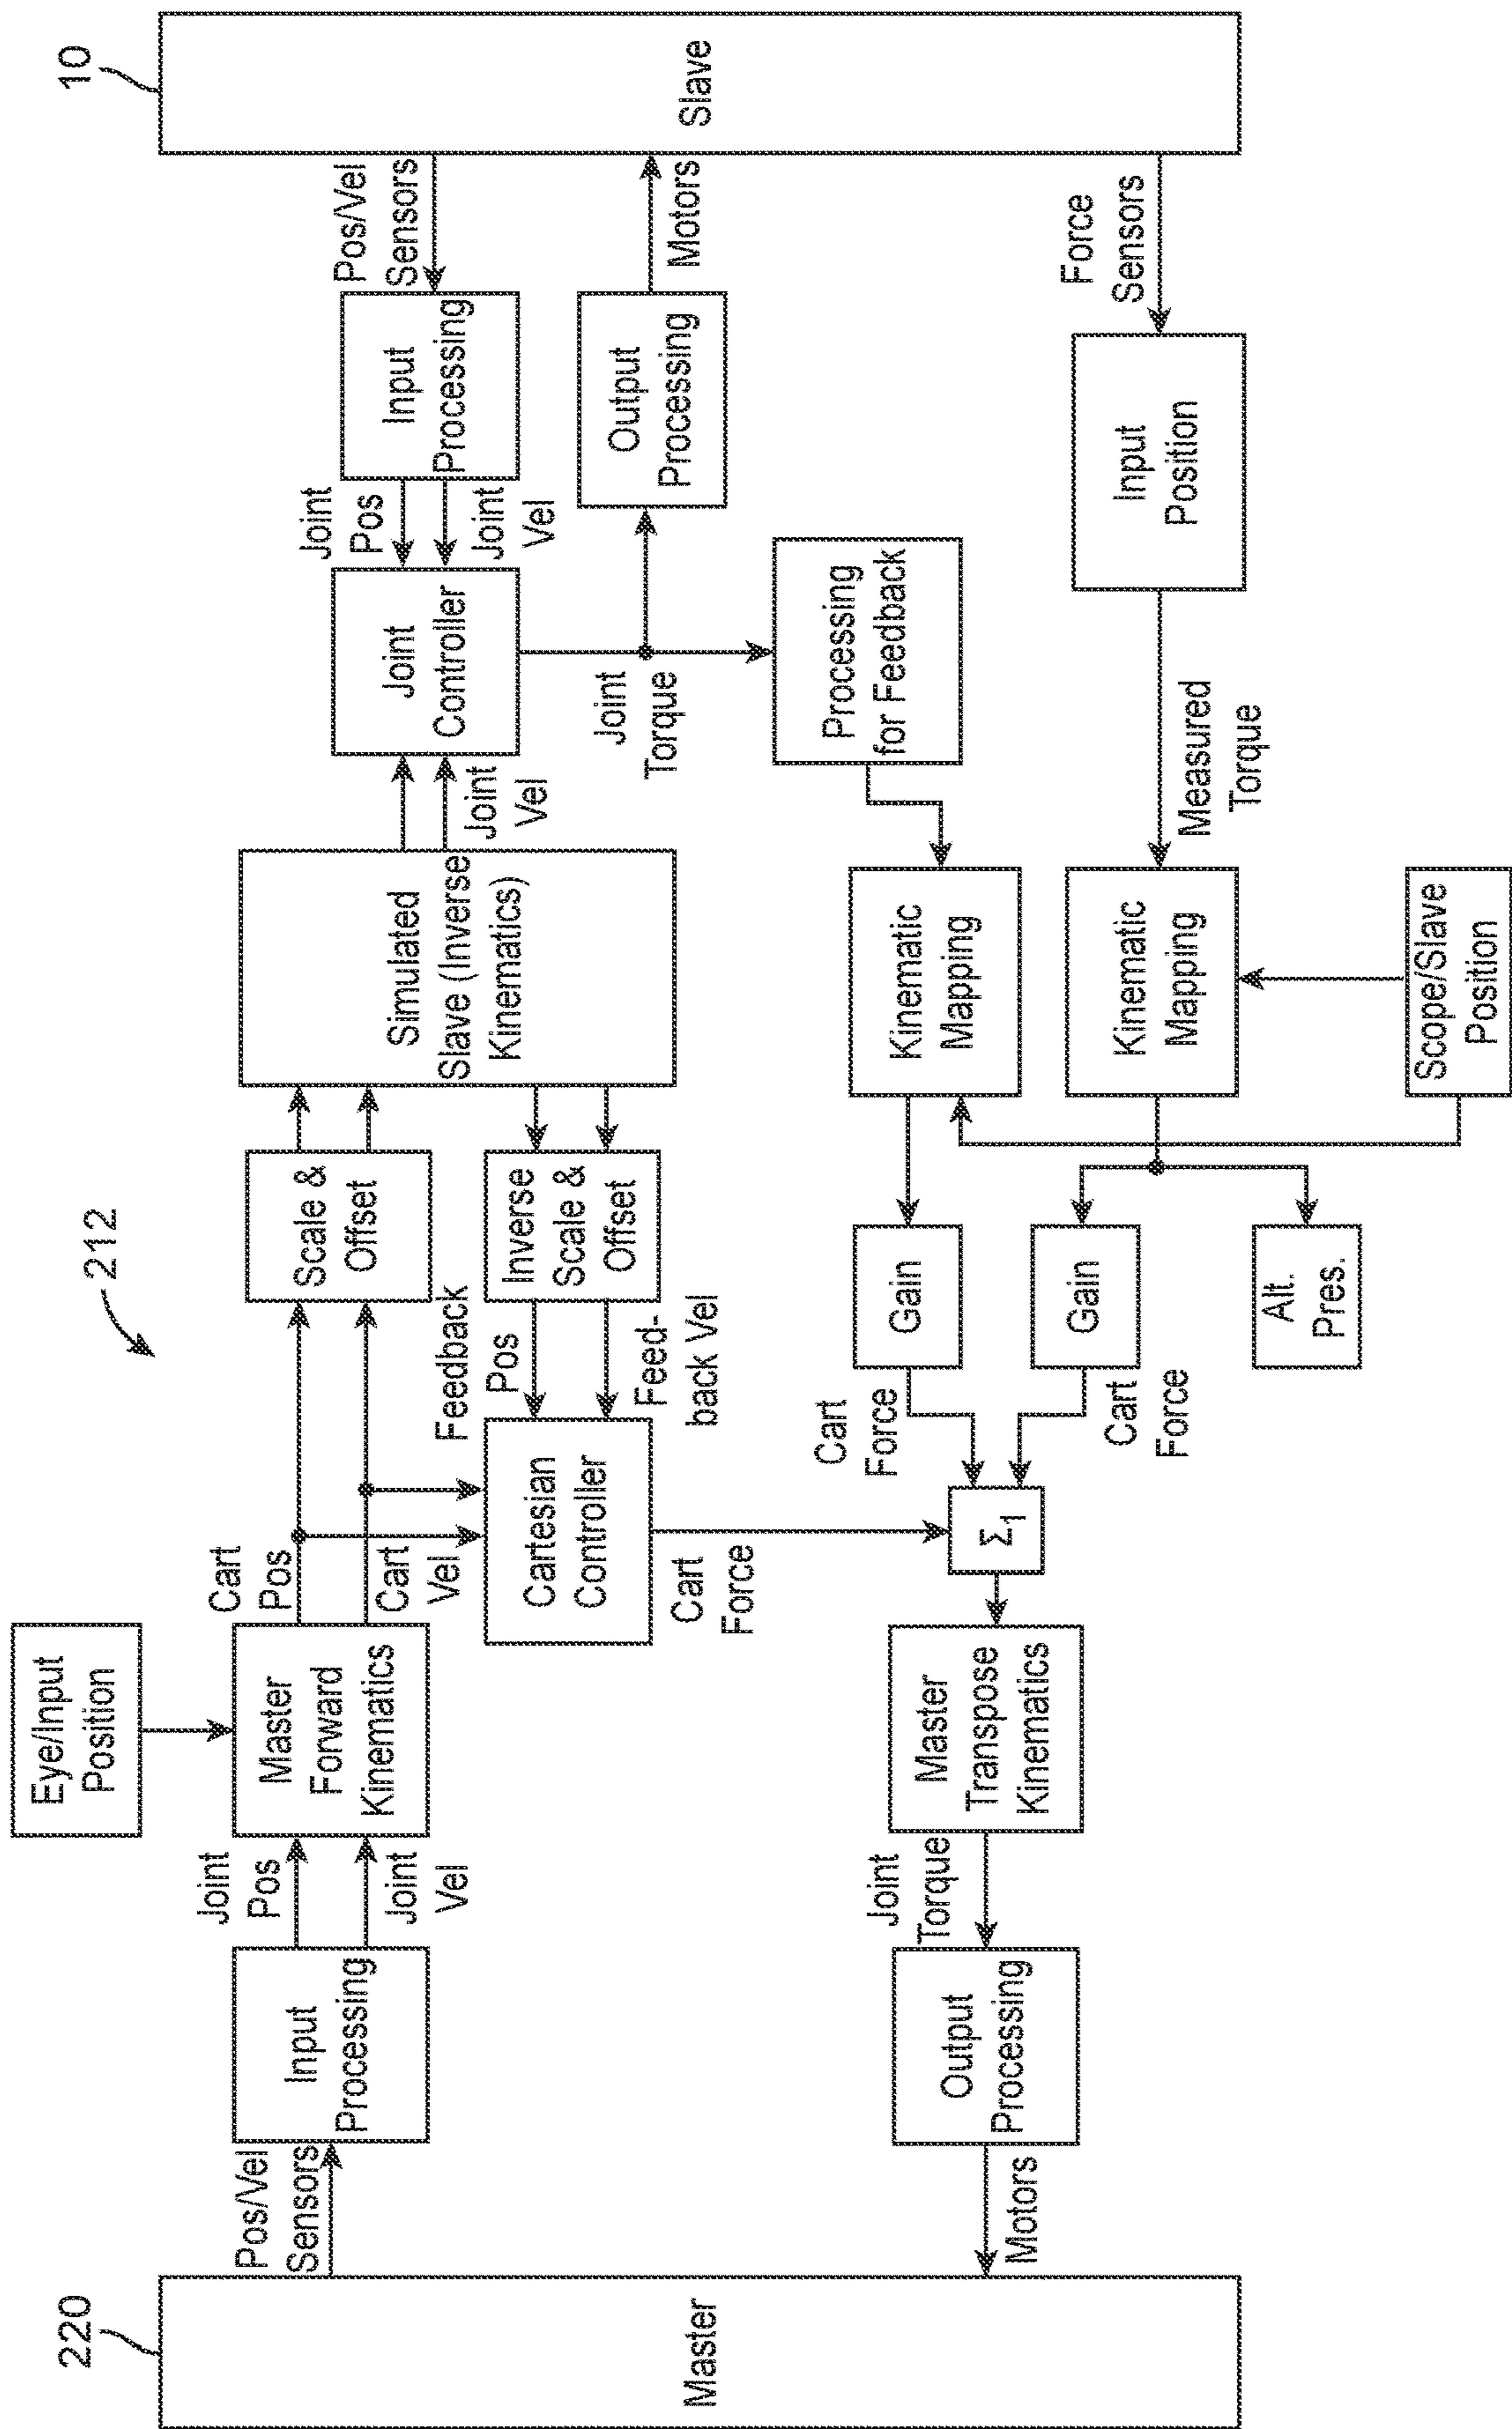 212
220
10
Master
Slave
Pos/Vel
Sensors
Input
Processing
Joint
Pos
Joint
Vel
Eye/Input
Position
Master
Forward
Kinematics
Cart
Pos
Cart
Vel
Scale &
Offset
Feedback
Pos
Feed-
back Vel
Inverse
Scale &
Offset
Cartesian
Controller
Cart
Force
Simulated
Slave (Inverse
Kinematics)
Joint
Vel
Joint
Controller
Joint
Pos
Joint
Vel
Input
Processing
Pos/Vel
Sensors
Joint
Torque
Output
Processing
Motors
Processing
for Feedback
Kinematic
Mapping
Gain
Cart
Force
Σ1
Master
Transpose
Kinematics
Joint
Torque
Output
Processing
Motors
Cart
Force
Gain
Alt.
Pres.
Kinematic
Mapping
Measured
Torque
Input
Position
Force
Sensors
Scope/Slave
Position